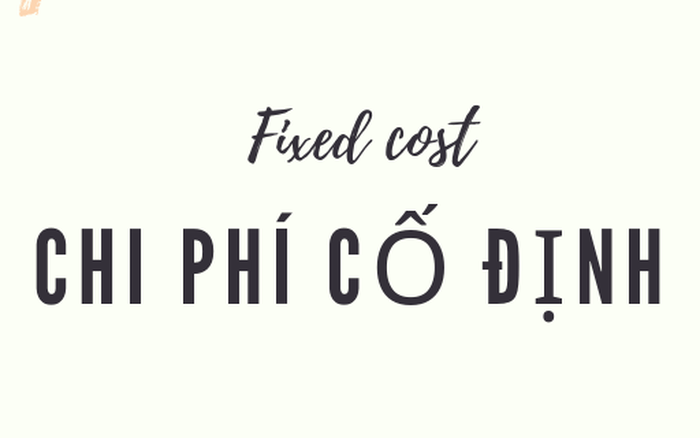 Fixed cost
CHI PHÍ CỐ ĐỊNH